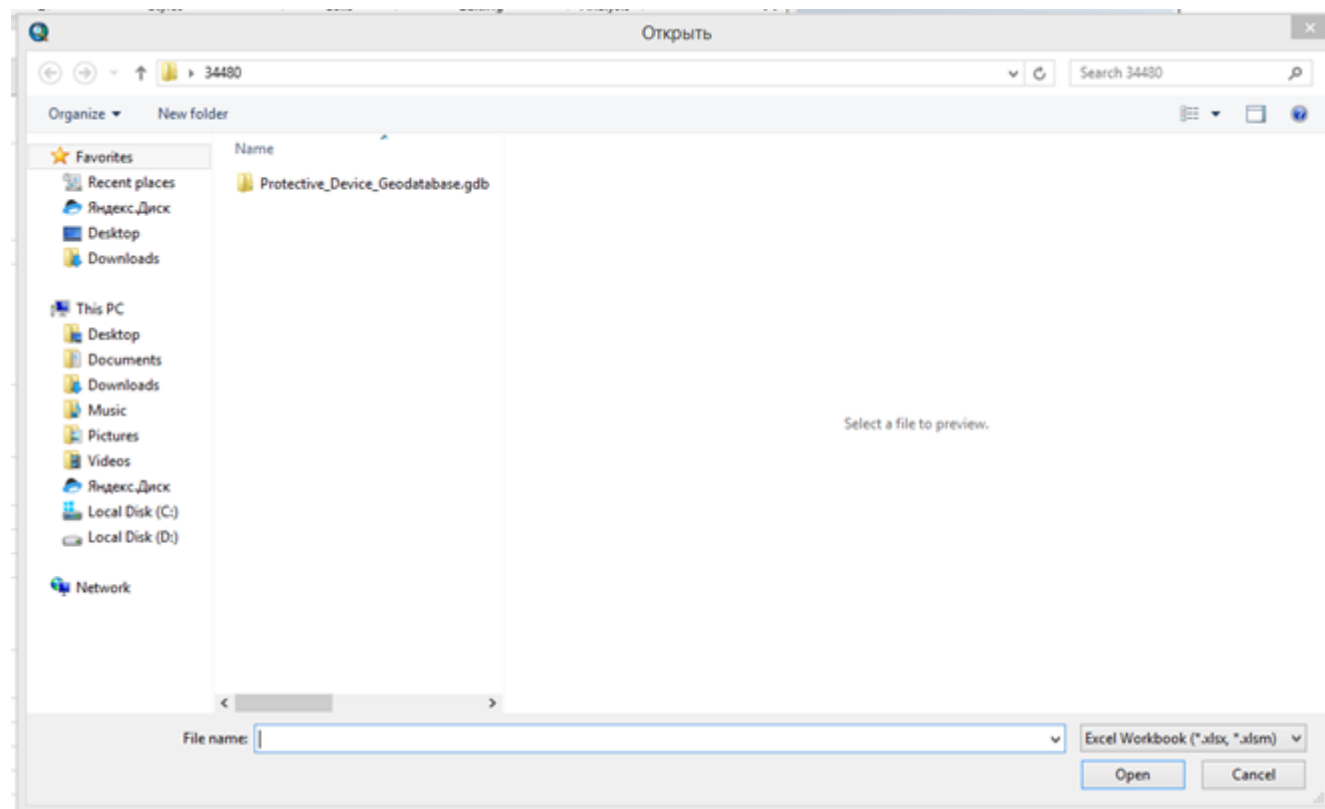 Открыть
34480
Search 34480
Organize
New folder
Name
Favorites
Recent places
Яндекс.Диск
Desktop
Downloads
This PC
Desktop
Documents
Downloads
Music
Pictures
Videos
Яндекс.Диск
Local Disk (C:)
Local Disk (D:)
Network
Protective_Device_Geodatabase.gdb
Select a file to preview.
File name:
Excel Workbook (*.xlsx, *.xlsm)
Open
Cancel